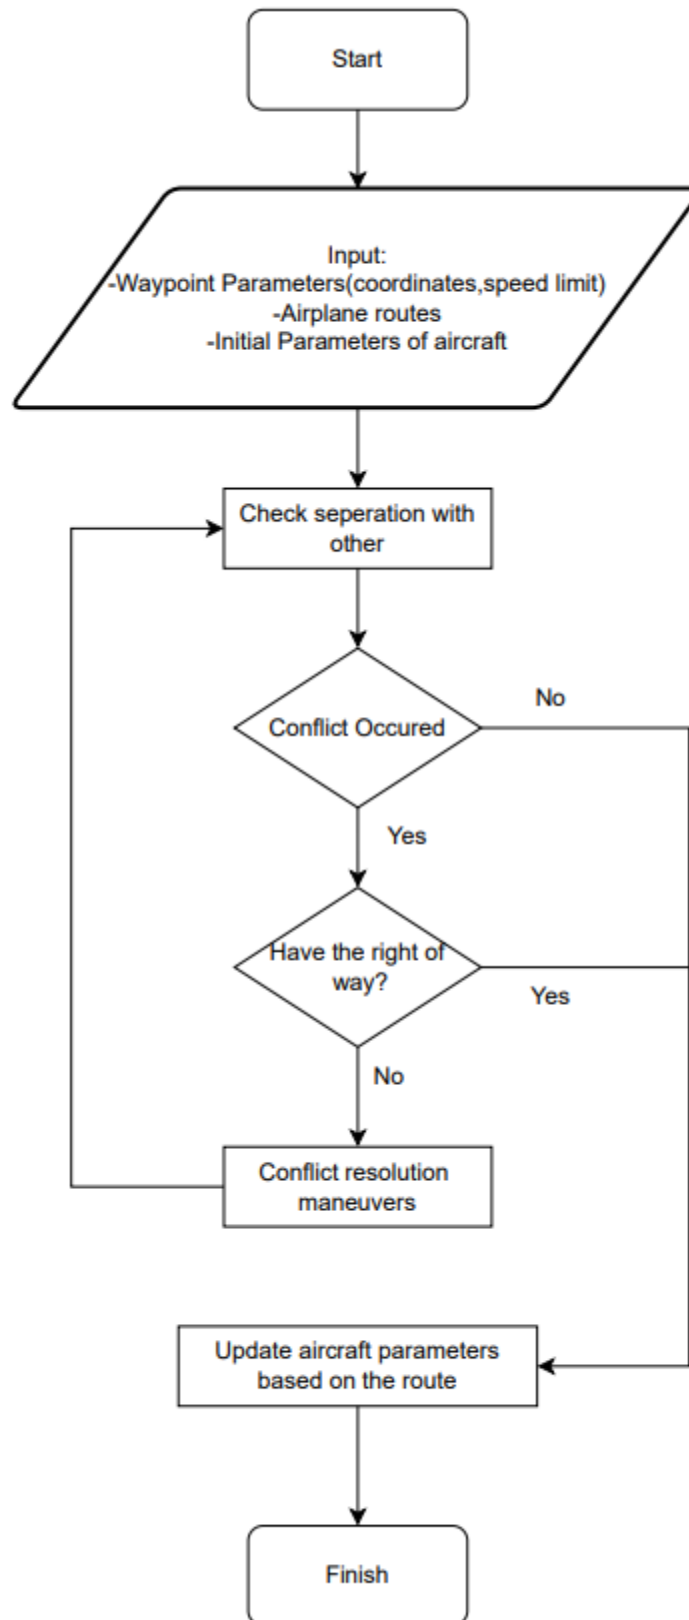 Start
Input:
-Waypoint Parameters(coordinates,speed limit)
-Airplane routes
-Initial Parameters of aircraft
Check seperation with
other
Conflict Occured
No
Yes
Have the right of
way?
Yes
No
Conflict resolution
maneuvers
Update aircraft parameters
based on the route
Finish